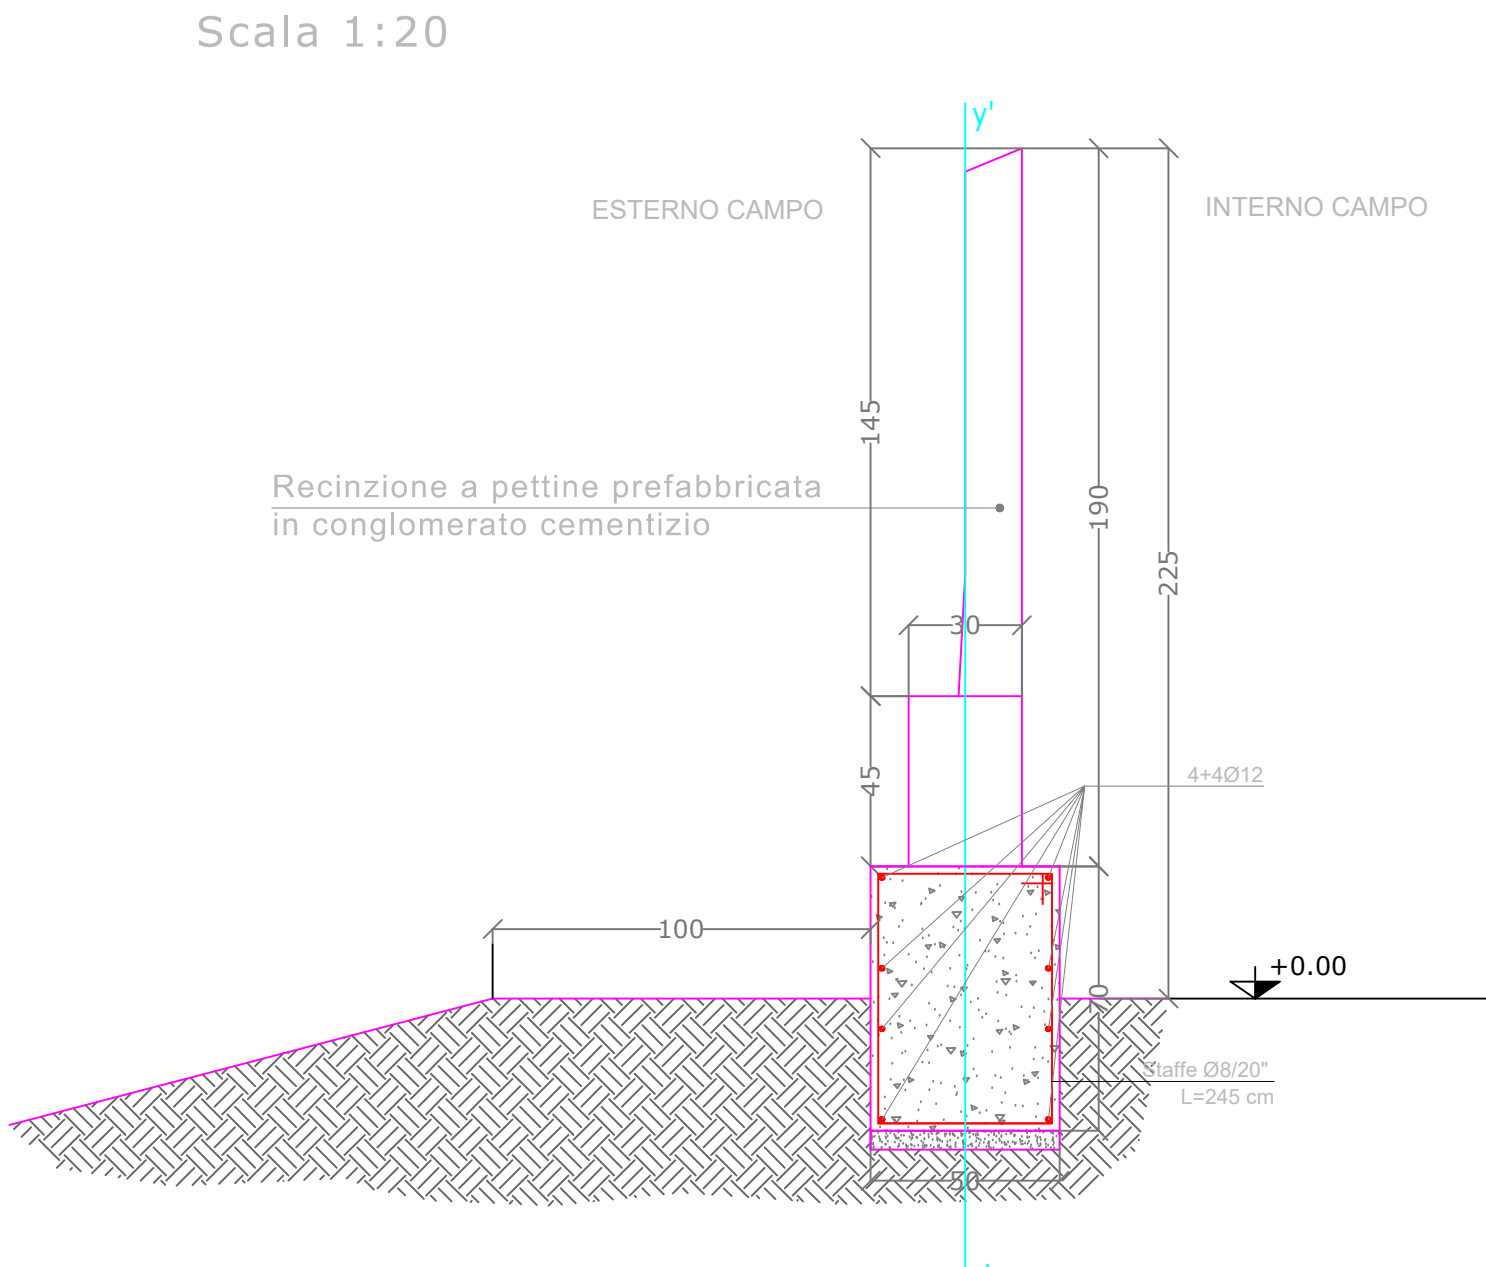 Scala 1:20
y'
ESTERNO CAMPO
INTERNO CAMPO
145
Recinzione a pettine prefabbricata
in conglomerato cementizio
190
225
30
45
4+4Ø12
100
+0.00
Staffe Ø8/20"
L=245 cm
50